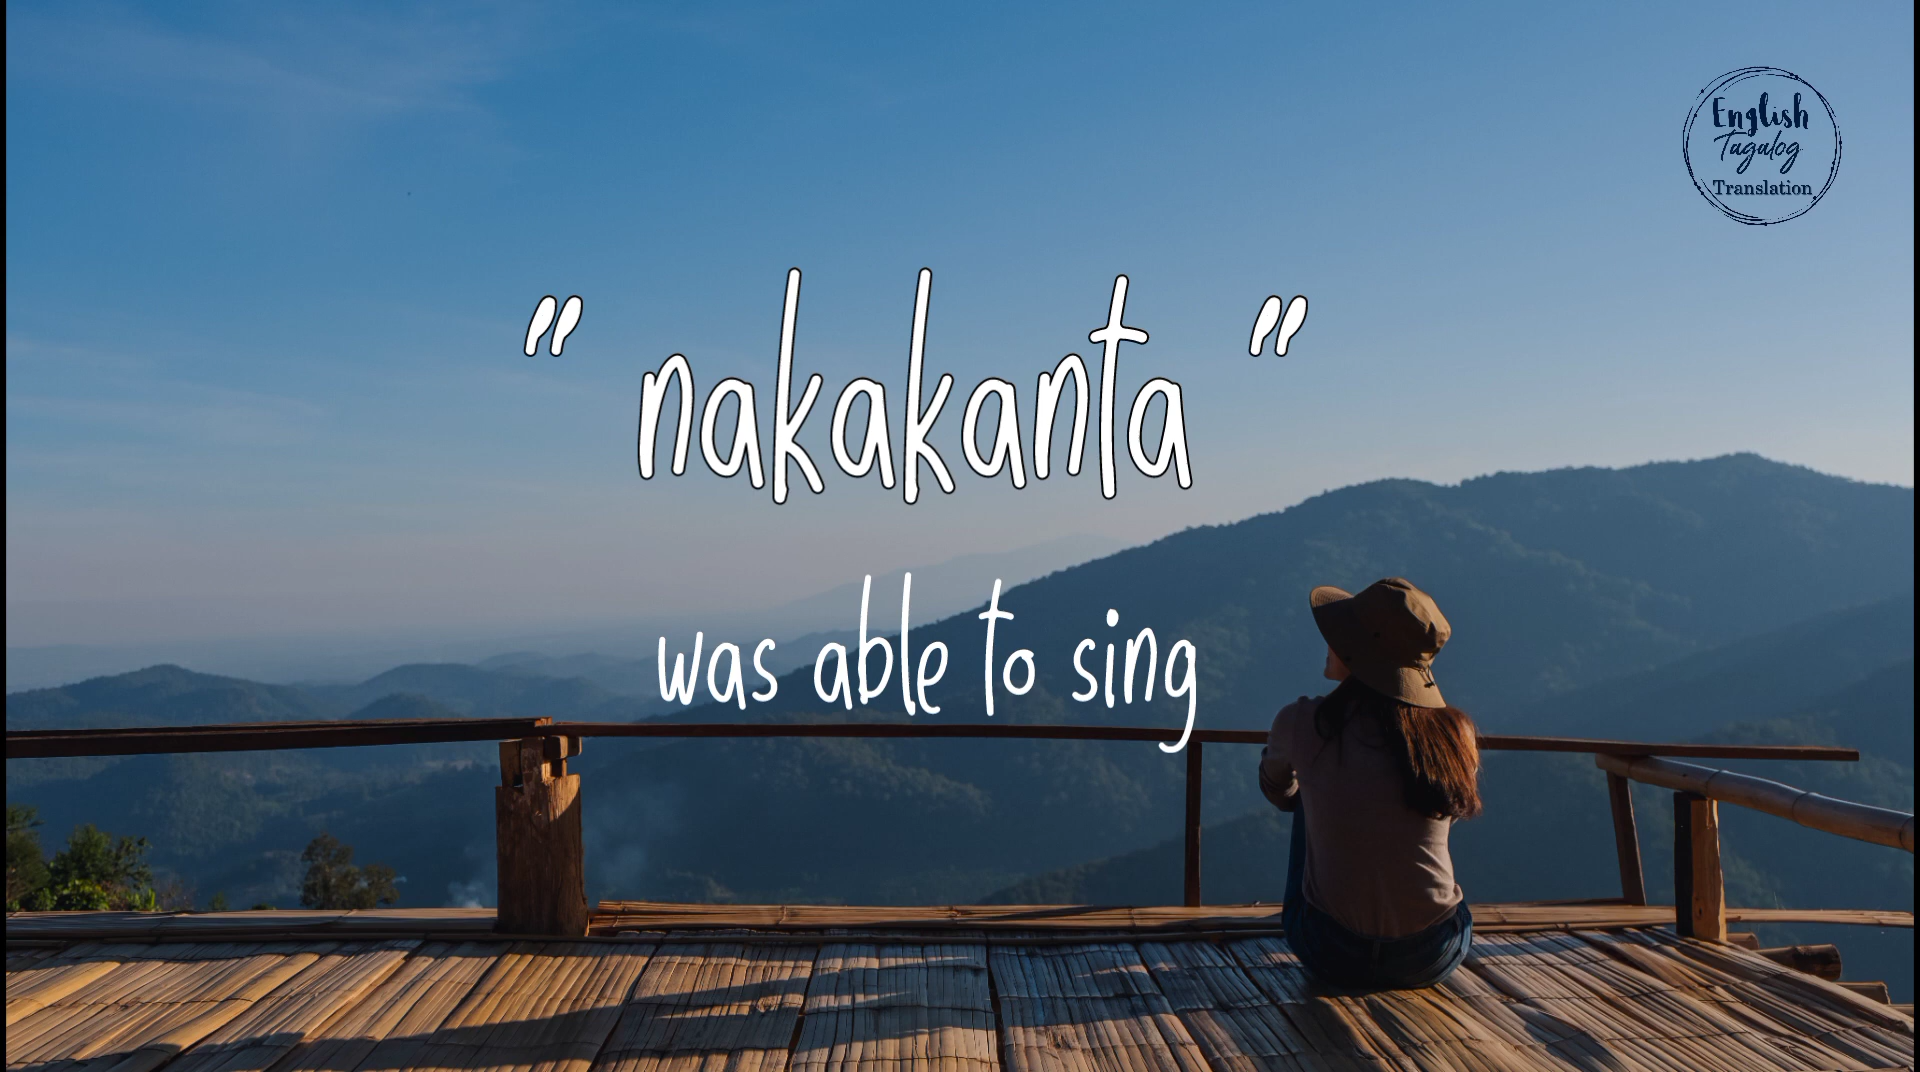 English
Tagalog
Translation
" nakakanta "
was able to sing